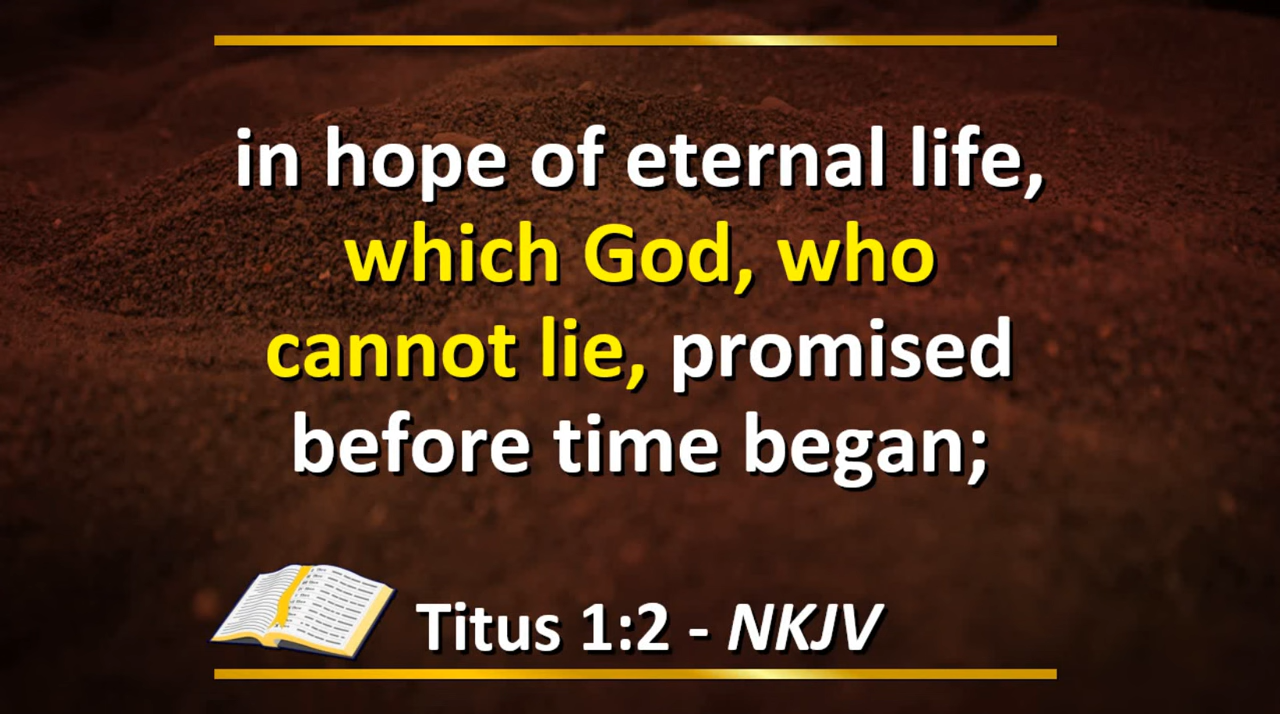 in hope of eternal life,
which God, who
cannot lie, promised
before time began;
Titus 1:2 - NKJV